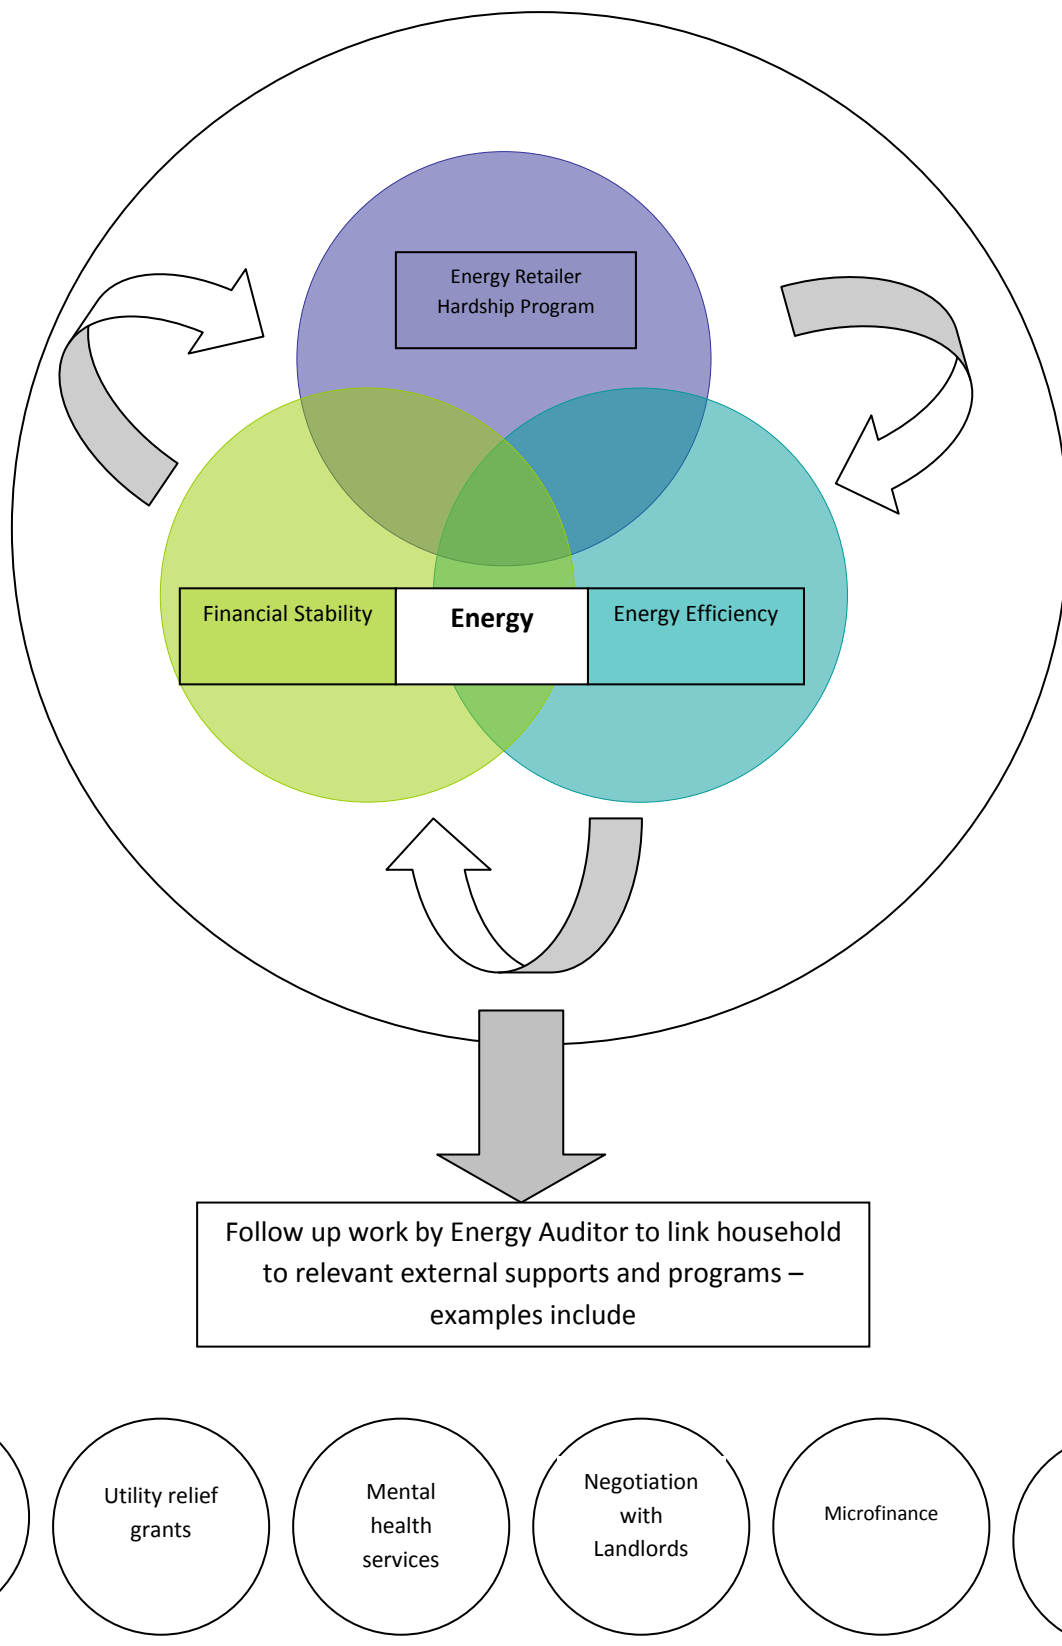 Energy Retailer
Hardship Program
Financial Stability
Energy
Energy Efficiency
Follow up work by Energy Auditor to link household
to relevant external supports and programs –
examples include
Utility relief
grants
Mental
health
services
Negotiation
with
Landlords
Microfinance